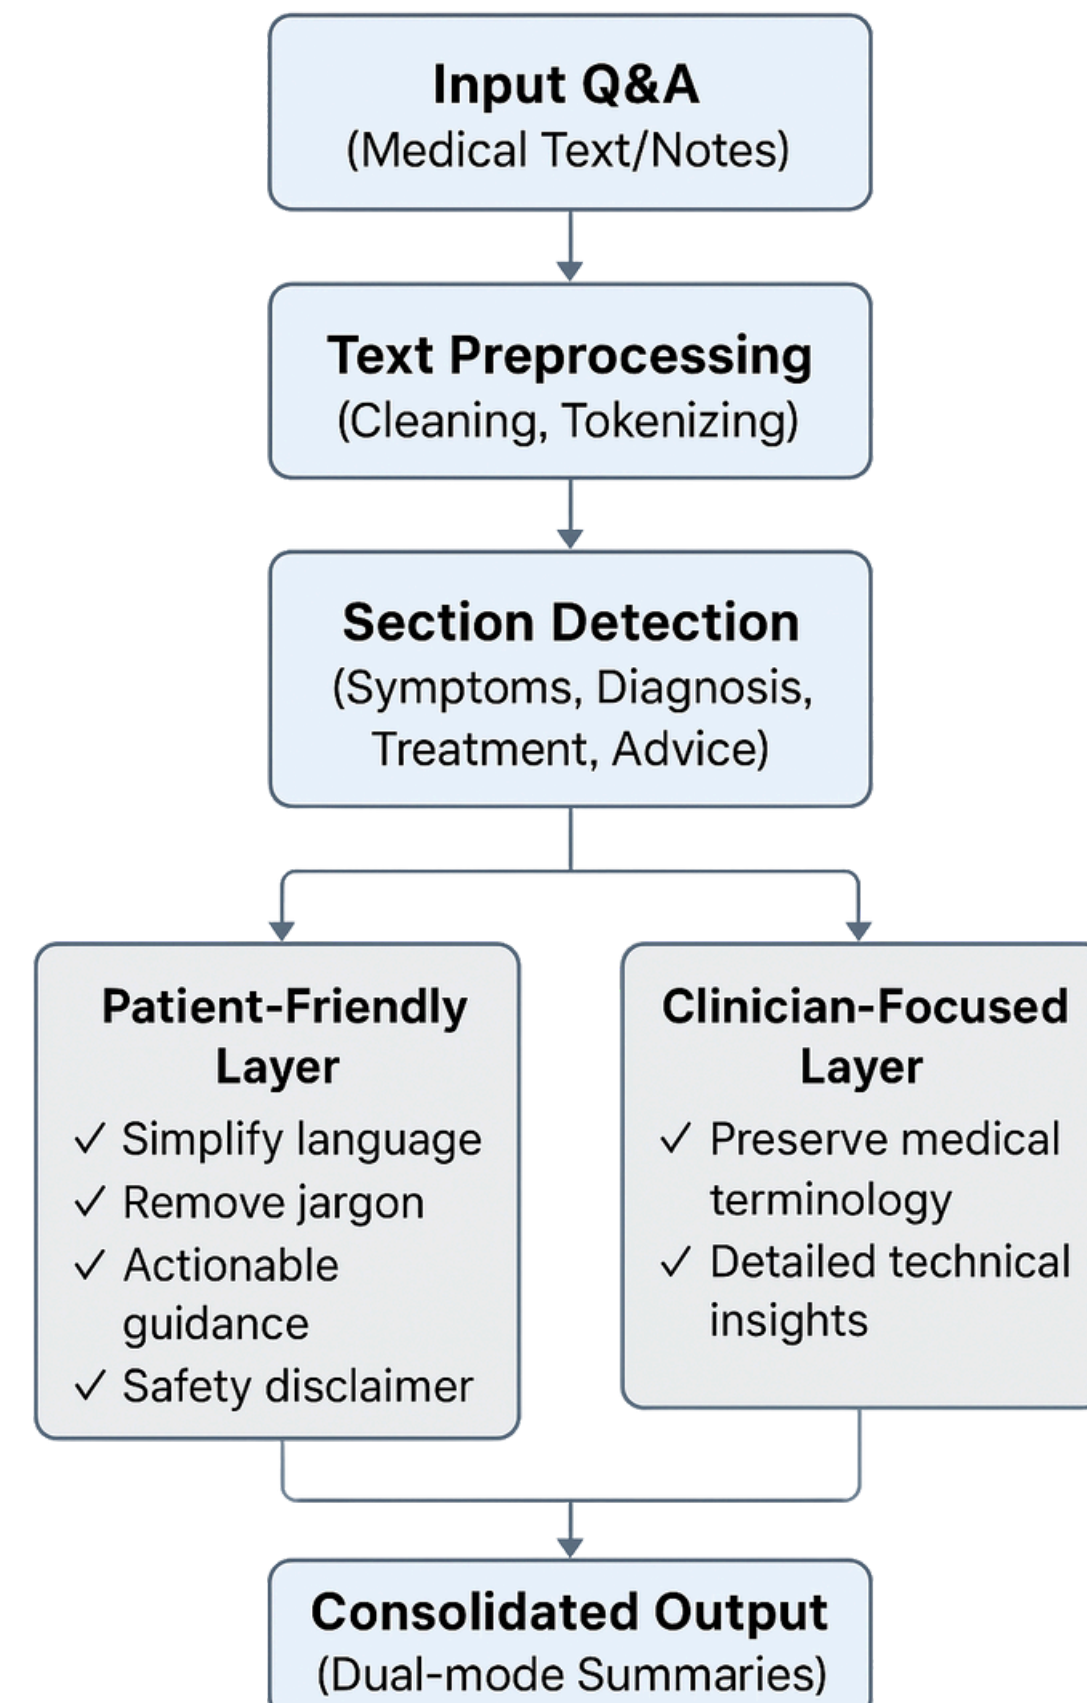 Input Q&A
(Medical Text/Notes)
Text Preprocessing
(Cleaning, Tokenizing)
Section Detection
(Symptoms, Diagnosis,
Treatment, Advice)
Patient-Friendly
Layer
✓ Simplify language
✓ Remove jargon
✓ Actionable
guidance
✓ Safety disclaimer
Clinician-Focused
Layer
✓ Preserve medical
terminology
✓ Detailed technical
insights
Consolidated Output
(Dual-mode Summaries)